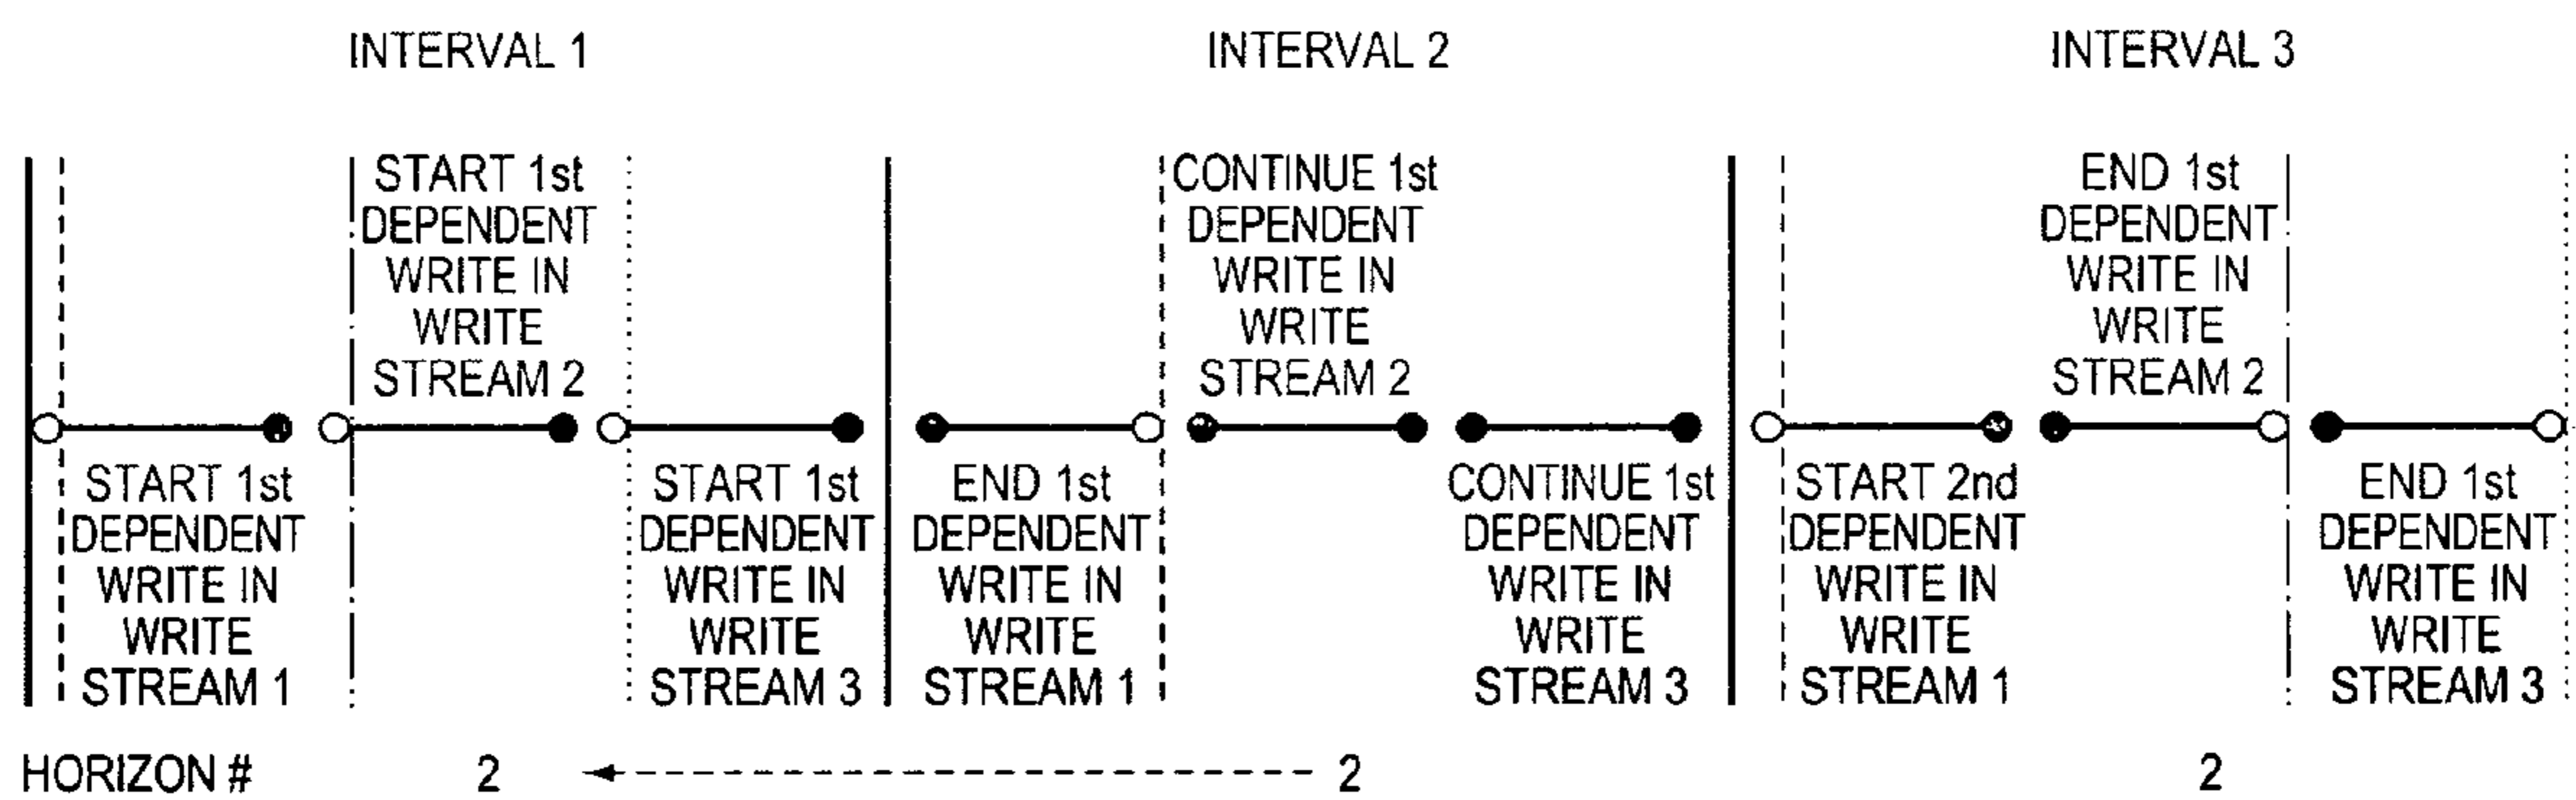 INTERVAL 1
INTERVAL 2
INTERVAL 3
START 1st
DEPENDENT
WRITE IN
WRITE
STREAM 2
CONTINUE 1st
DEPENDENT
WRITE IN
WRITE
STREAM 2
END 1st
DEPENDENT
WRITE IN
WRITE
STREAM 2
START 1st
DEPENDENT
WRITE IN
WRITE
STREAM 1
START 1st
DEPENDENT
WRITE IN
WRITE
STREAM 3
END 1st
DEPENDENT
WRITE IN
WRITE
STREAM 1
CONTINUE 1st
DEPENDENT
WRITE IN
WRITE
STREAM 3
START 2nd
DEPENDENT
WRITE IN
WRITE
STREAM 1
END 1st
DEPENDENT
WRITE IN
WRITE
STREAM 3
HORIZON # 2 2 2